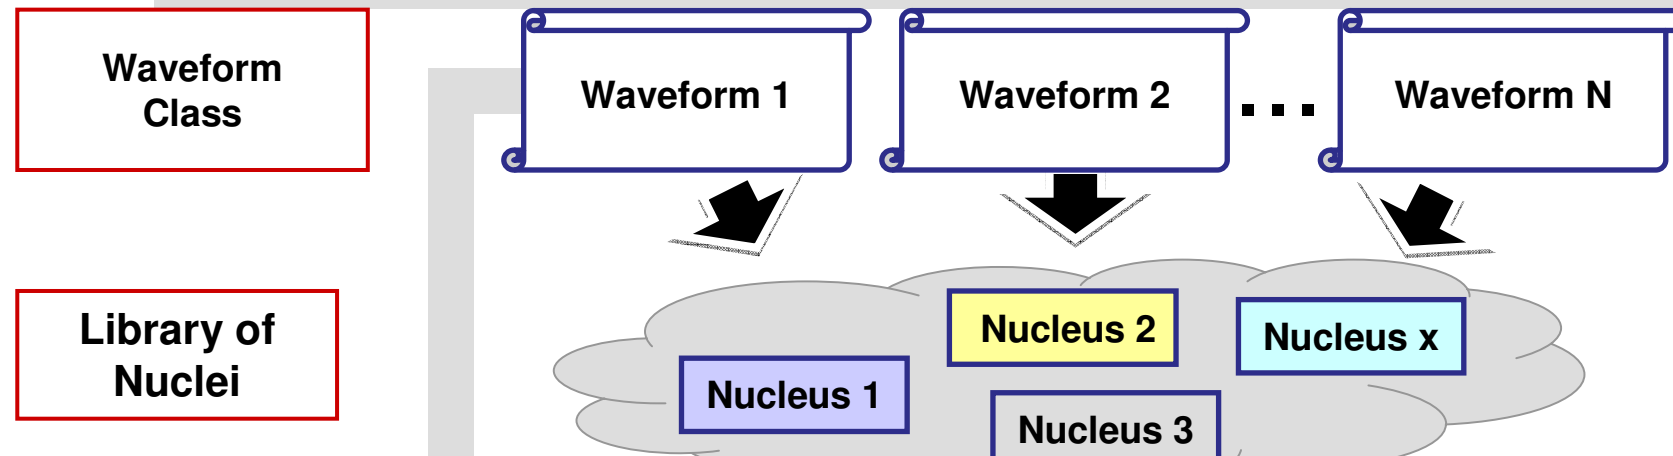 Waveform
Class
Waveform 1
Waveform 2
...
Waveform N
Library of
Nuclei
Nucleus 1
Nucleus 2
Nucleus x
Nucleus 3